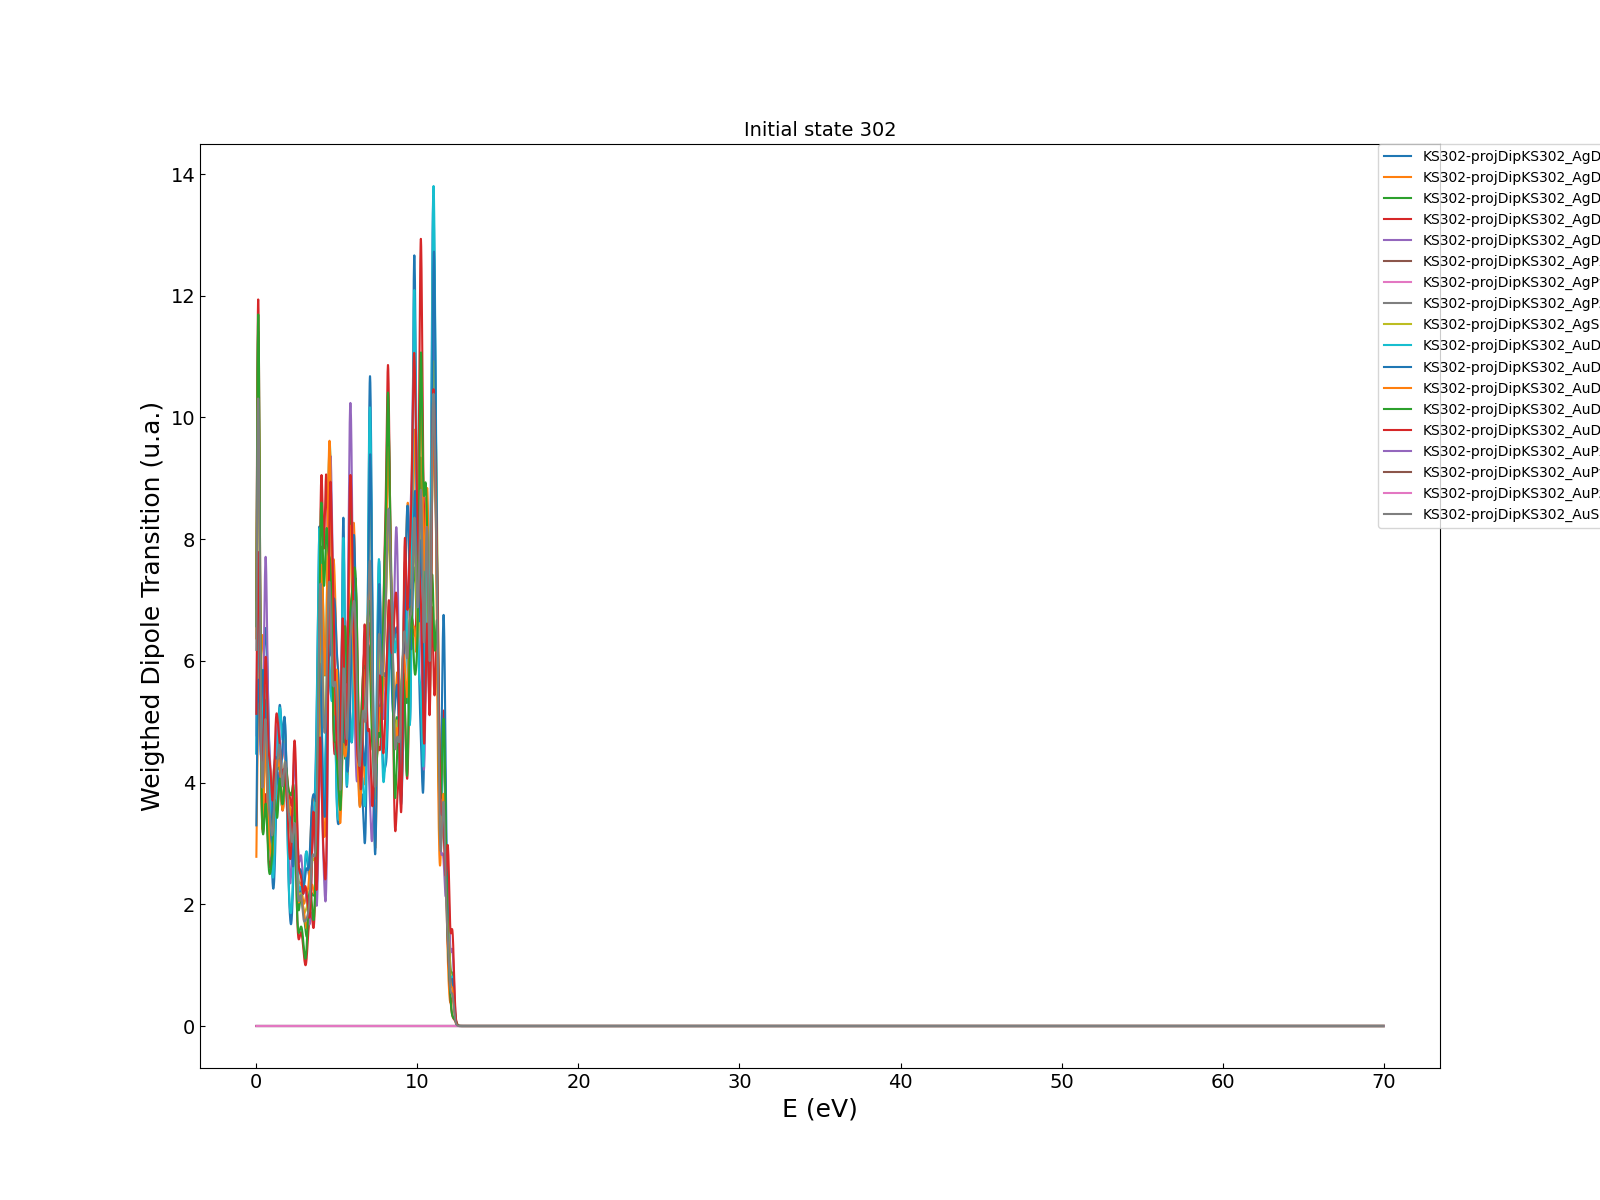 Initial state 302
14
12
10
8
6
4
2
0
Weigthed Dipole Transition (u.a.)
0 10 20 30 40 50 60 70
E (eV)
KS302-projDipKS302_AgD
KS302-projDipKS302_AgD
KS302-projDipKS302_AgD
KS302-projDipKS302_AgD
KS302-projDipKS302_AgD
KS302-projDipKS302_AgP
KS302-projDipKS302_AgP
KS302-projDipKS302_AgP
KS302-projDipKS302_AgS
KS302-projDipKS302_AuD
KS302-projDipKS302_AuD
KS302-projDipKS302_AuD
KS302-projDipKS302_AuD
KS302-projDipKS302_AuD
KS302-projDipKS302_AuP
KS302-projDipKS302_AuP
KS302-projDipKS302_AuP
KS302-projDipKS302_AuS